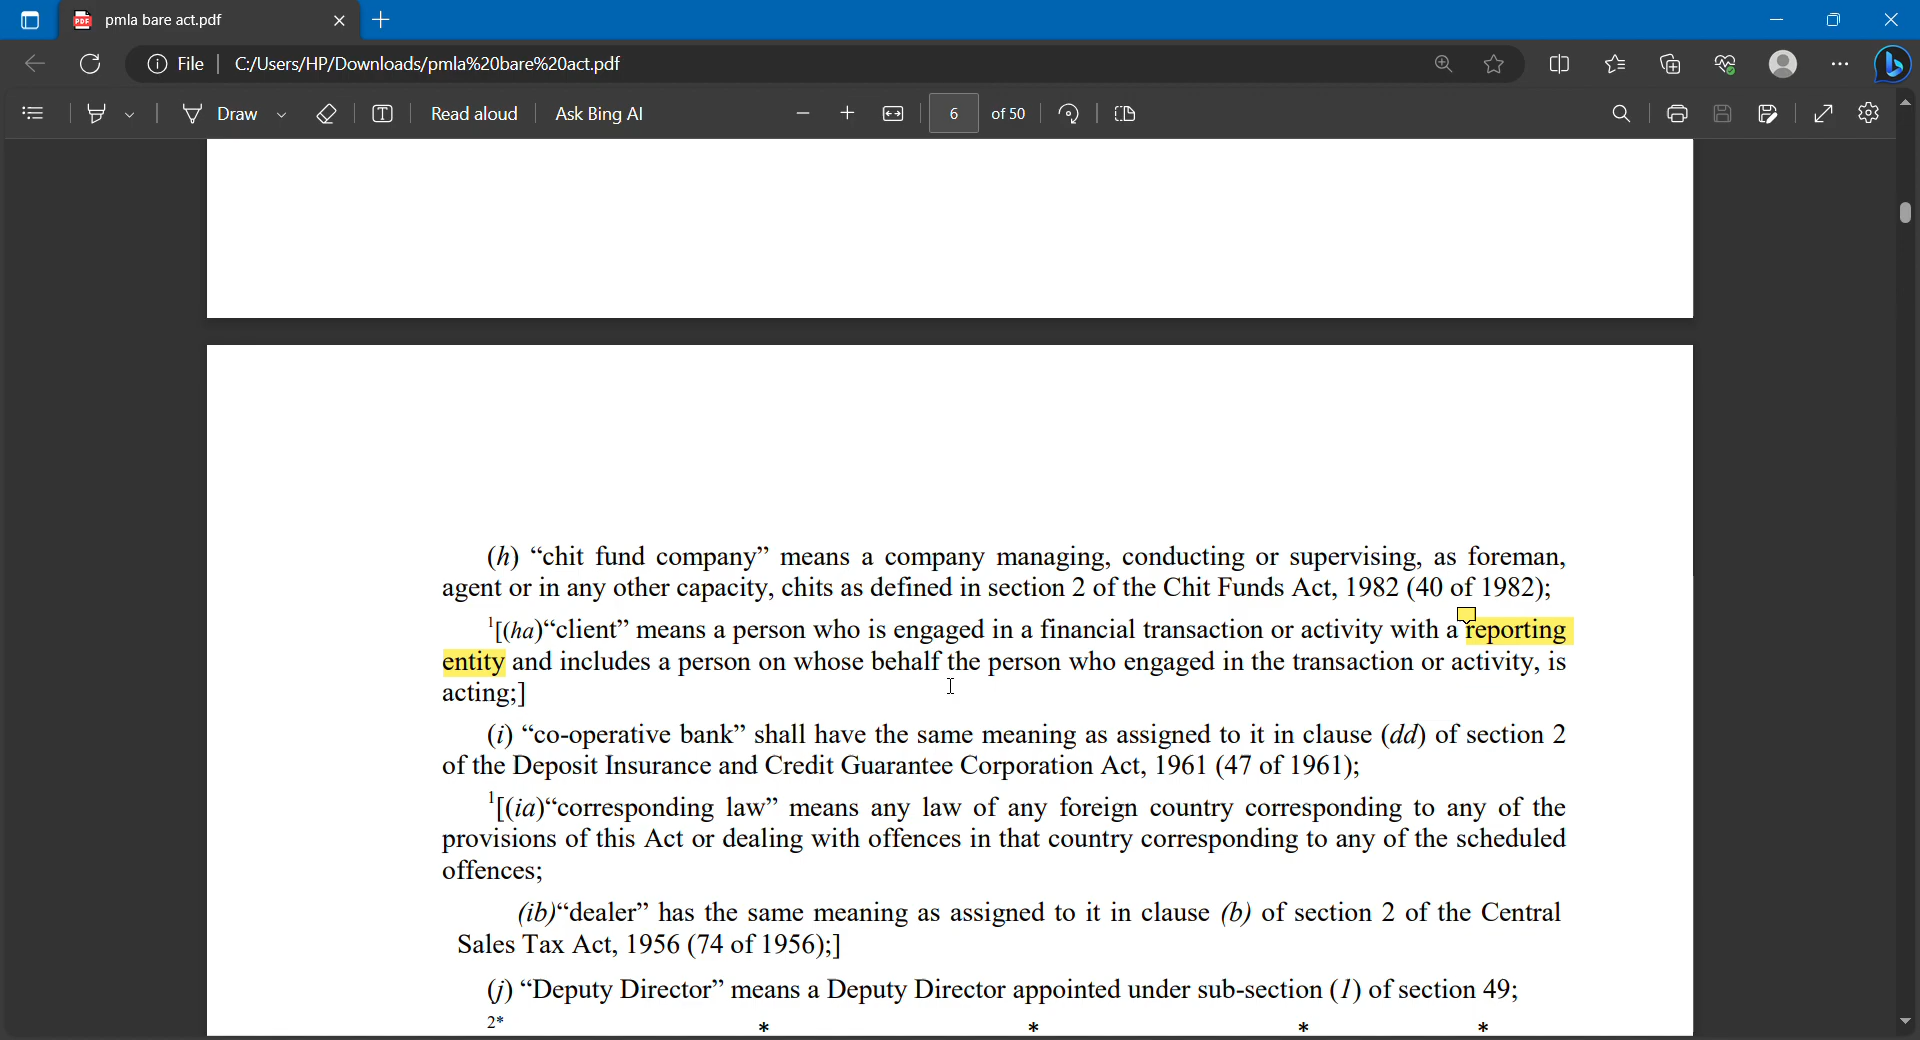 pmla bare act.pdf
File C:/Users/HP/Downloads/pmla%20bare%20act.pdf
Draw Read aloud Ask Bing AI 6 of 50
(h) “chit fund company” means a company managing, conducting or supervising, as foreman,
agent or in any other capacity, chits as defined in section 2 of the Chit Funds Act, 1982 (40 of 1982);
1[(ha)“client” means a person who is engaged in a financial transaction or activity with a reporting
entity and includes a person on whose behalf the person who engaged in the transaction or activity, is
acting;]
(i) “co-operative bank” shall have the same meaning as assigned to it in clause (dd) of section 2
of the Deposit Insurance and Credit Guarantee Corporation Act, 1961 (47 of 1961);
1[(ia)“corresponding law” means any law of any foreign country corresponding to any of the
provisions of this Act or dealing with offences in that country corresponding to any of the scheduled
offences;
(ib)“dealer” has the same meaning as assigned to it in clause (b) of section 2 of the Central
Sales Tax Act, 1956 (74 of 1956);]
(j) “Deputy Director” means a Deputy Director appointed under sub-section (1) of section 49;
2* * * * *